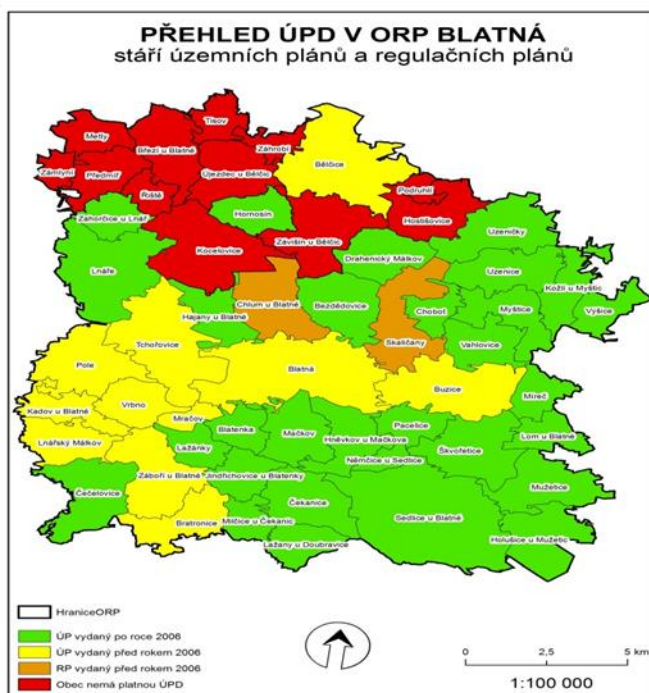 PŘEHLED ÚPD V ORP BLATNÁ
stáří územních plánů a regulačních plánů
Tisov
Metly
Březí u Blatné
Záhrobí
Bělčice
Zámlyní
Předmíř
Újezdec u Bělčic
Podruhlí
Řiště
Hostišovice
Zahorčice u Lnář
Hornosín
Uzeničky
Kocelovice
Závišín u Bělčic
Drahenický Málkov
Lnáře
Uzenice
Kožlí u Myštic
Chlum u Blatné
Bezdědovice
Choboť
Myštice
Vyšice
Hajany u Blatné
Tchořovice
Skaličany
Vahlovice
Pole
Blatná
Buzice
Míreč
Kadov u Blatné
Vrbno
Mračov
Blatenka
Mačkov
Pacelice
Hněvkov u Mačkova
Lom u Blatné
Lnářský Málkov
Lažánky
Škvořetice
Němčice u Sedlice
Záboří u Blatné
Jindřichovice u Blatenky
Mužetice
Čečelovice
Čekanice
Bratronice
Milčice u Čekanic
Sedlice u Blatné
Lažany u Doubravice
Holušice u Mužetic
HraniceORP
ÚP vydaný po roce 2006
ÚP vydaný před rokem 2006
RP vydaný před rokem 2006
Obec nemá platnou ÚPD
0 2,5 5 km
1:100 000